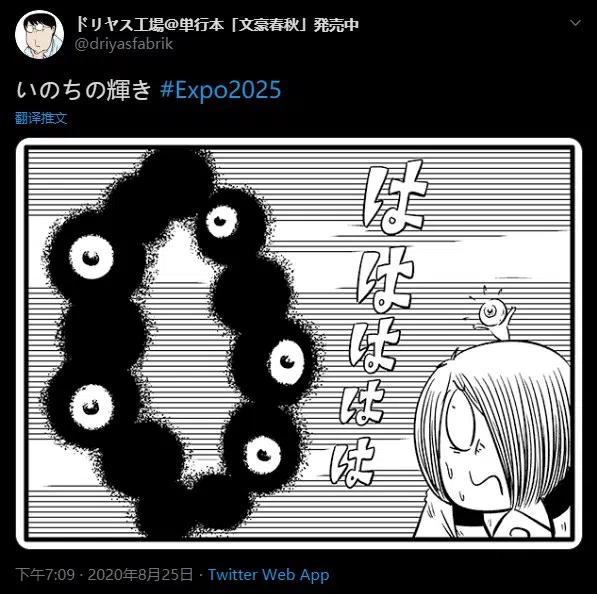 ドリヤス工場@単行本「文豪春秋」発売中
@driyasfabrik
いのちの輝き #Expo2025
翻译推文
は
は
は
は
は
下午7:09 · 2020年8月25日 · Twitter Web App